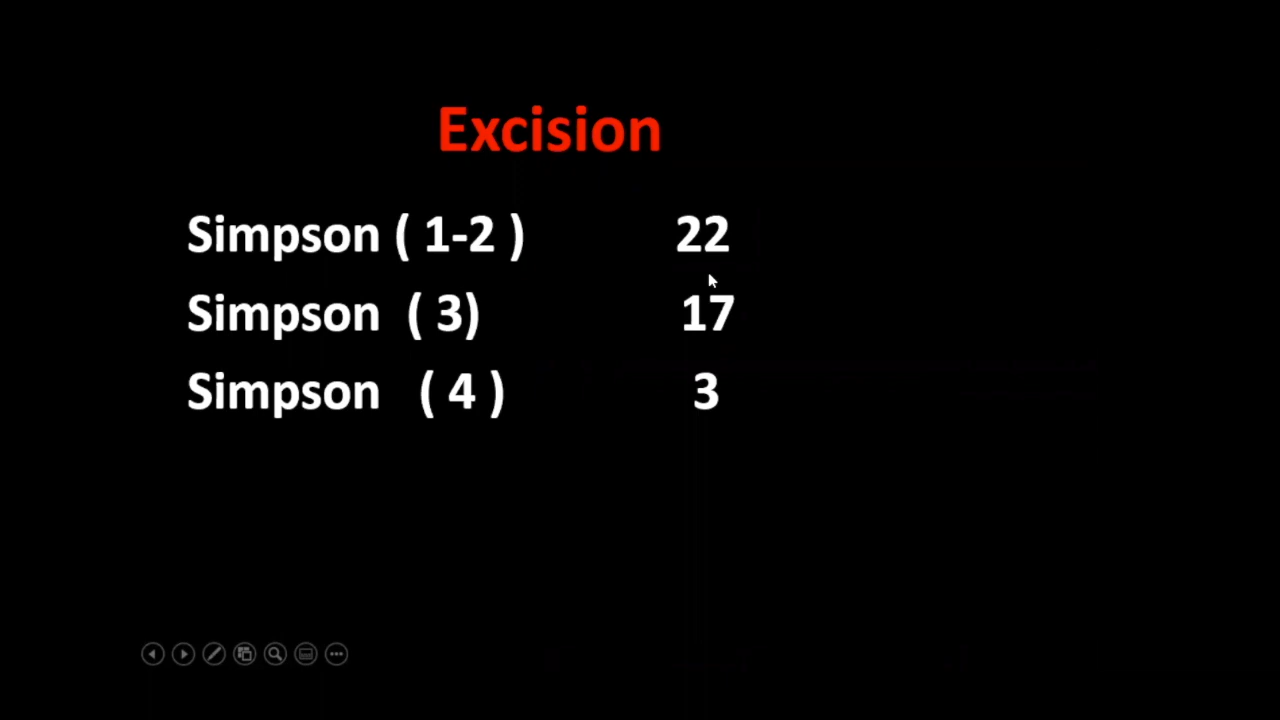 Excision
Simpson ( 1-2 ) 22
Simpson ( 3) 17
Simpson ( 4 ) 3